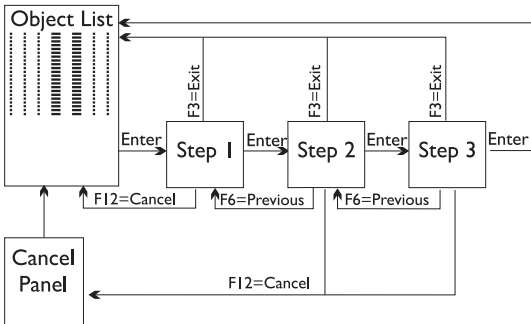 Object List
F3=Exit
F3=Exit
F3=Exit
Enter
Step 1
Enter
Step 2
Enter
Step 3
Enter
F12=Cancel
F6=Previous
F6=Previous
Cancel
Panel
F12=Cancel